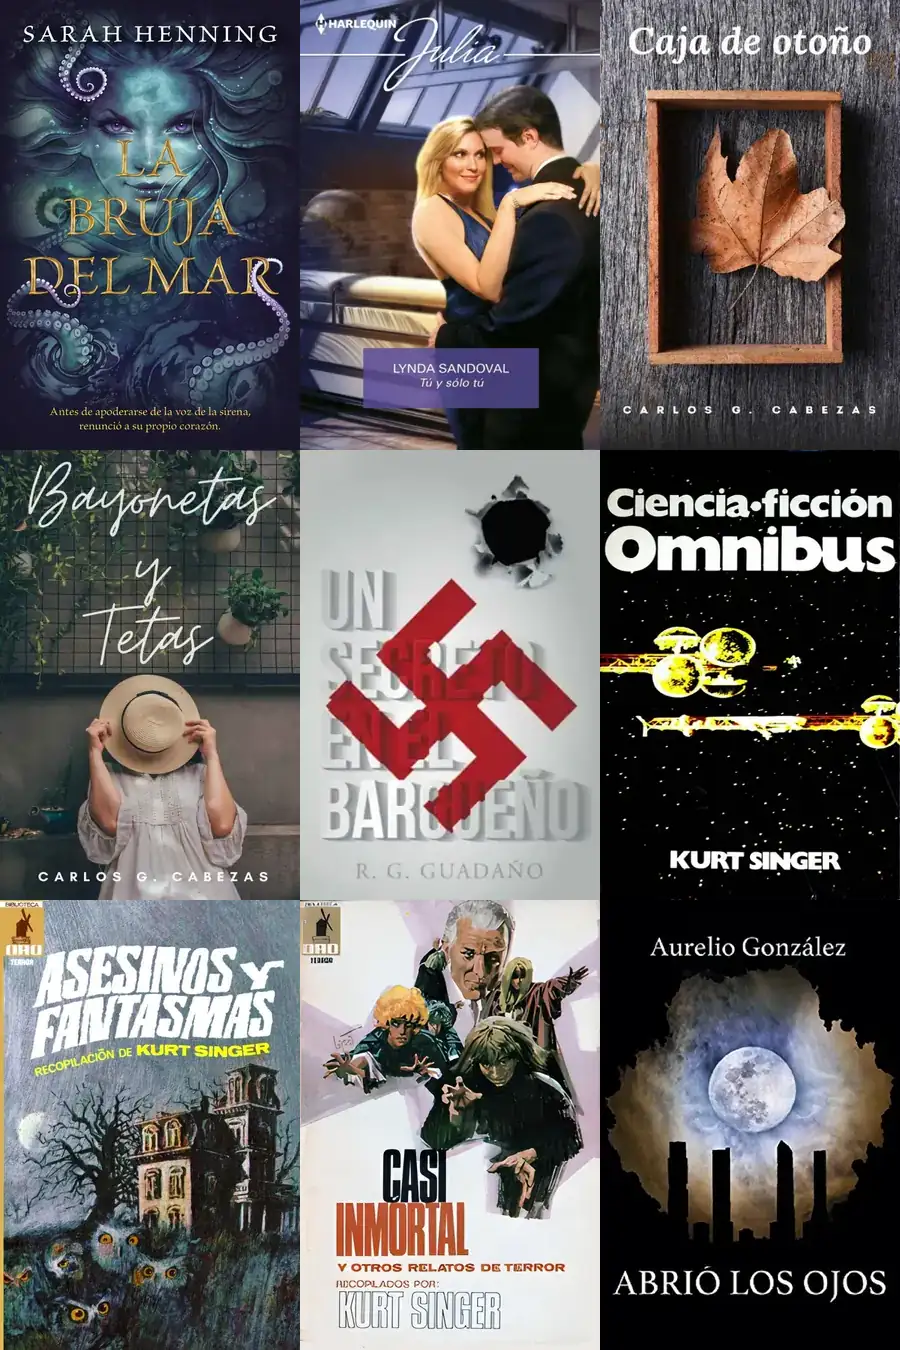 SARAH HENNING
LA
BRUJA
DEL MAR
Antes de apoderarse de la voz de la sirena,
renunció a su propio corazón.
HARLEQUIN
Julia
LYNDA SANDOVAL
Tú y sólo tú
Caja de otoño
CARLOS G. CABEZAS
Bayonetas
y
Tetas
CARLOS G. CABEZAS
UN
SECRETO
EN EL
BARGUEÑO
R. G. GUADAÑO
Ciencia•ficción
Omnibus
KURT SINGER
BIBLIOTECA
ORO
TERROR
ASESINOS Y
FANTASMAS
RECOPILACIÓN DE KURT SINGER
ORO
TERROR
CASI
INMORTAL
Y OTROS RELATOS DE TERROR
RECOPILADOS POR:
KURT SINGER
Aurelio González
ABRIÓ LOS OJOS